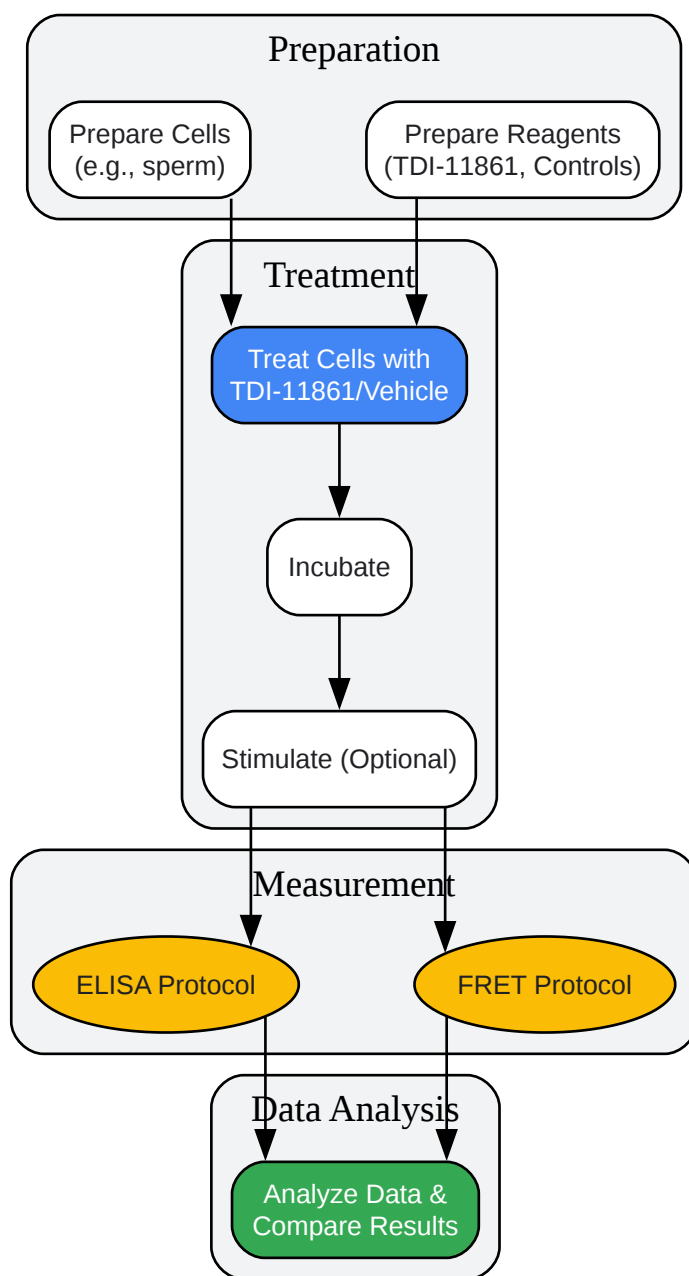 Preparation
Prepare Cells
(e.g., sperm)
Prepare Reagents
(TDI-11861, Controls)
Treatment
Treat Cells with
TDI-11861/Vehicle
Incubate
Stimulate (Optional)
Measurement
ELISA Protocol
FRET Protocol
Data Analysis
Analyze Data &
Compare Results